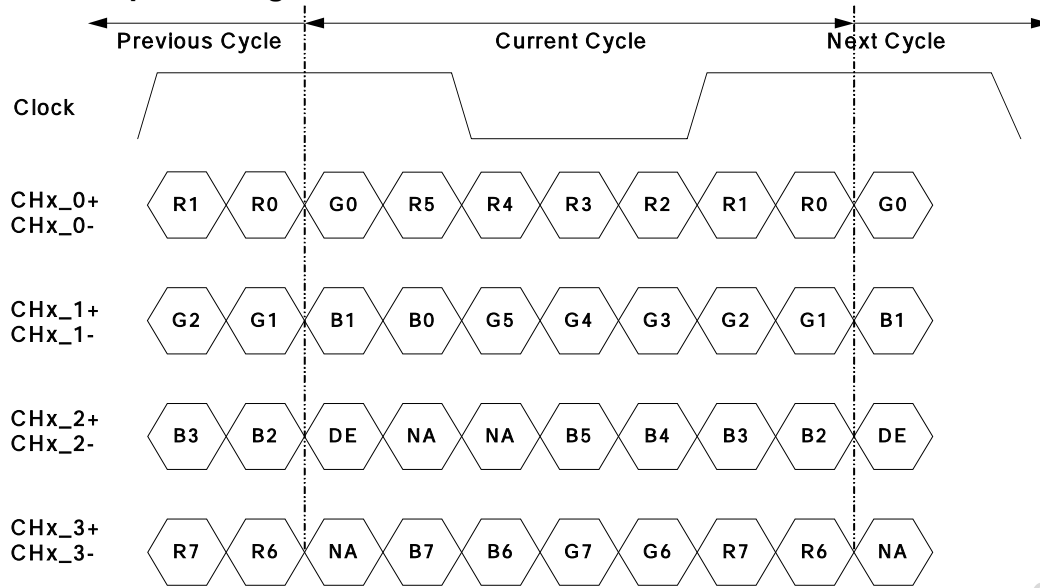 Previous Cycle Current Cycle Next Cycle
Clock
CHx_0+
CHx_0-
R1 R0 G0 R5 R4 R3 R2 R1 R0 G0
CHx_1+
CHx_1-
G2 G1 B1 B0 G5 G4 G3 G2 G1 B1
CHx_2+
CHx_2-
B3 B2 DE NA NA B5 B4 B3 B2 DE
CHx_3+
CHx_3-
R7 R6 NA B7 B6 G7 G6 R7 R6 NA